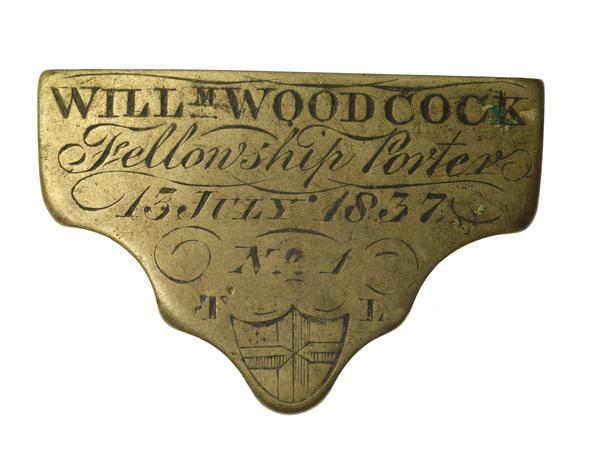 WILLM WOODCOCK
Fellowship Porter
13 JULY 1837
No 1
T L